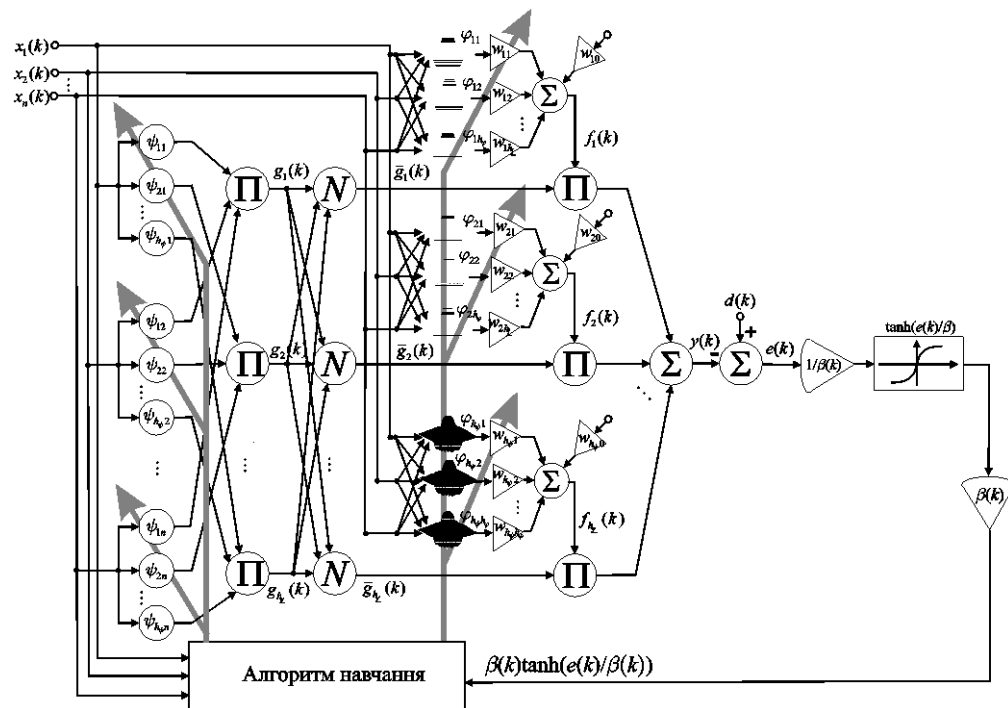 x₁(k)
x₂(k)
⋮
xₙ(k)
φ₁₁ w₁₁ w₁₀
φ₁₂ w₁₂ Σ
⋮
φ₁ₕ f₁(k)
ψ₁₁
ψ₂₁ Π g₁(k) N ḡ₁(k) Π
⋮
φ₂₁ w₂₁ w₂₀
φ₂₂ w₂₂ Σ
⋮
f₂(k)
ψ₁₂
ψ₂₂ Π g₂(k) N ḡ₂(k) Π Σ y(k) − Σ e(k) 1/β(k)
d(k) +
tanh(e(k)/β)
β(k)
Σ
⋮
ψ₁ₙ
ψ₂ₙ Π N Π
⋮
Алгоритм навчання
β(k)tanh(e(k)/β(k))